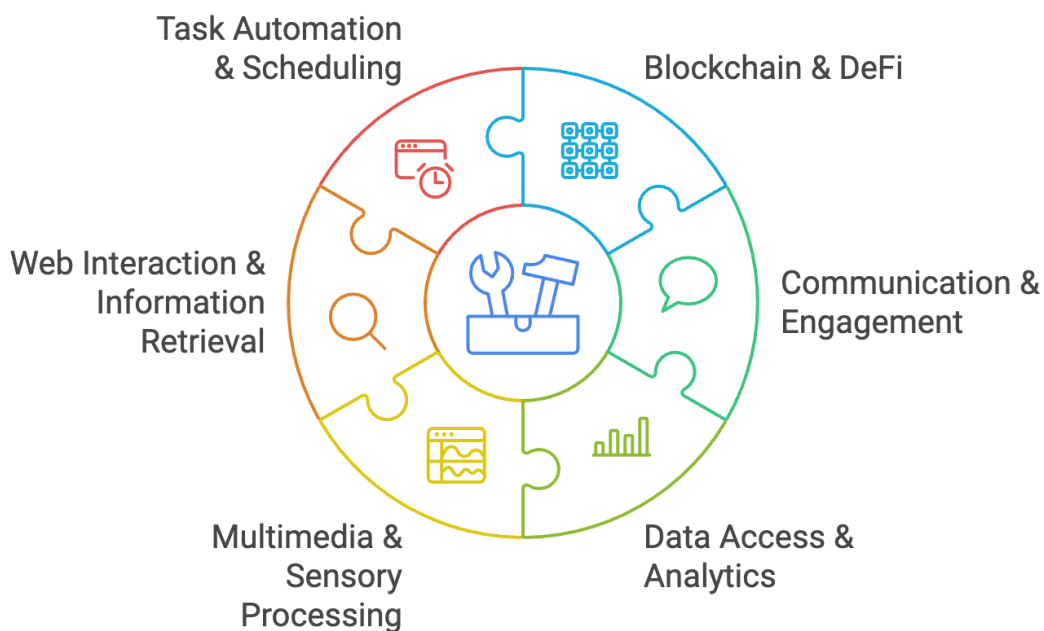 Task Automation
& Scheduling
Blockchain & DeFi
Web Interaction &
Information
Retrieval
Communication &
Engagement
Multimedia &
Sensory
Processing
Data Access &
Analytics